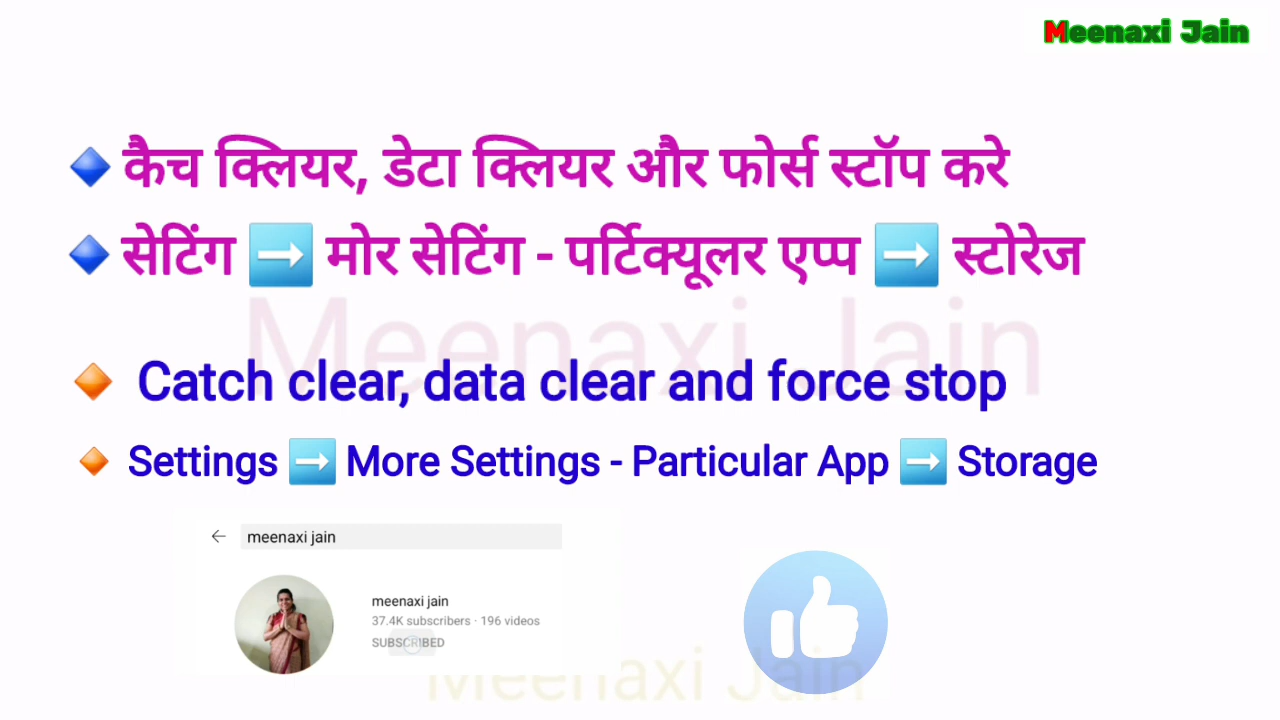 Meenaxi Jain
कैच क्लियर, डेटा क्लियर और फोर्स स्टॉप करे
सेटिंग ➡️ मोर सेटिंग - पर्टिक्यूलर एप्प ➡️ स्टोरेज
Meenaxi Jain
Catch clear, data clear and force stop
Settings ➡️ More Settings - Particular App ➡️ Storage
meenaxi jain
meenaxi jain
37.4K subscribers · 196 videos
SUBSCRIBED
Meenaxi Jain